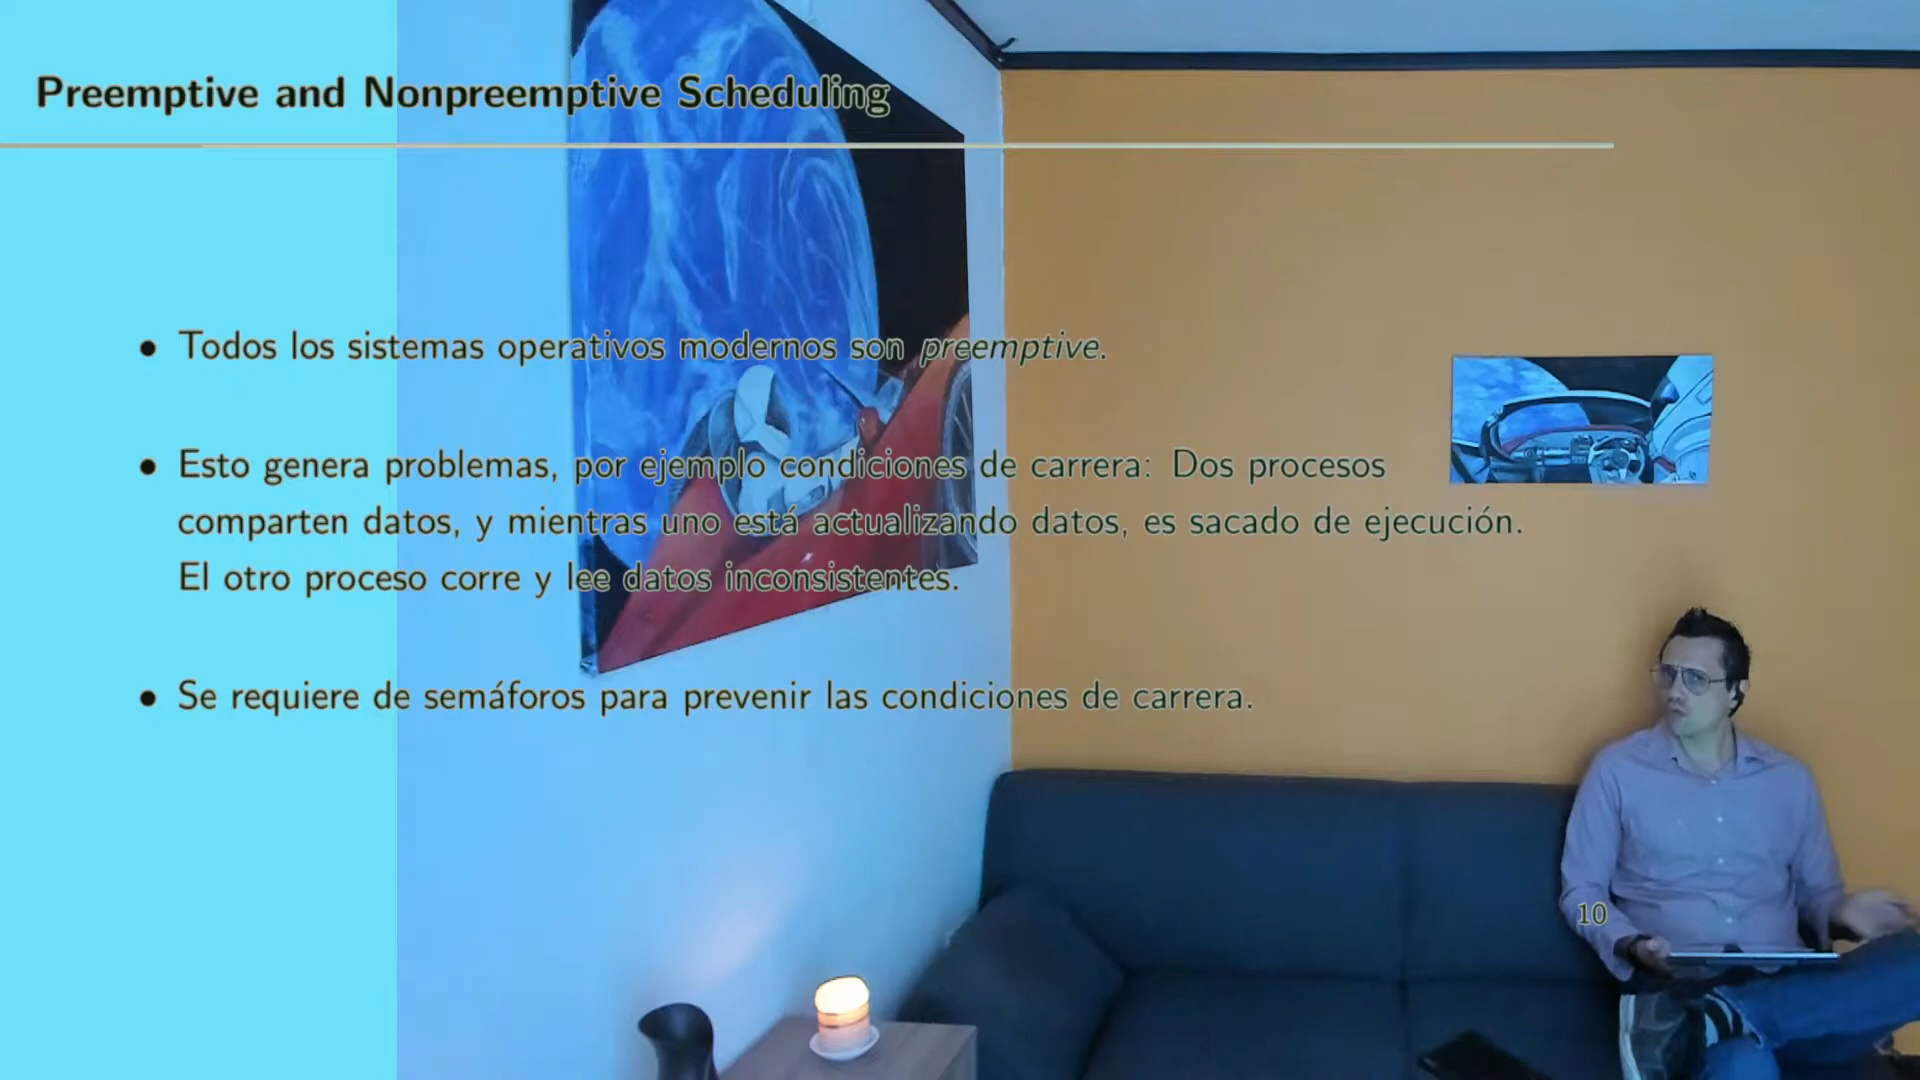 Preemptive and Nonpreemptive Scheduling
• Todos los sistemas operativos modernos son preemptive.
• Esto genera problemas, por ejemplo condiciones de carrera: Dos procesos
comparten datos, y mientras uno está actualizando datos, es sacado de ejecución.
El otro proceso corre y lee datos inconsistentes.
• Se requiere de semáforos para prevenir las condiciones de carrera.
10